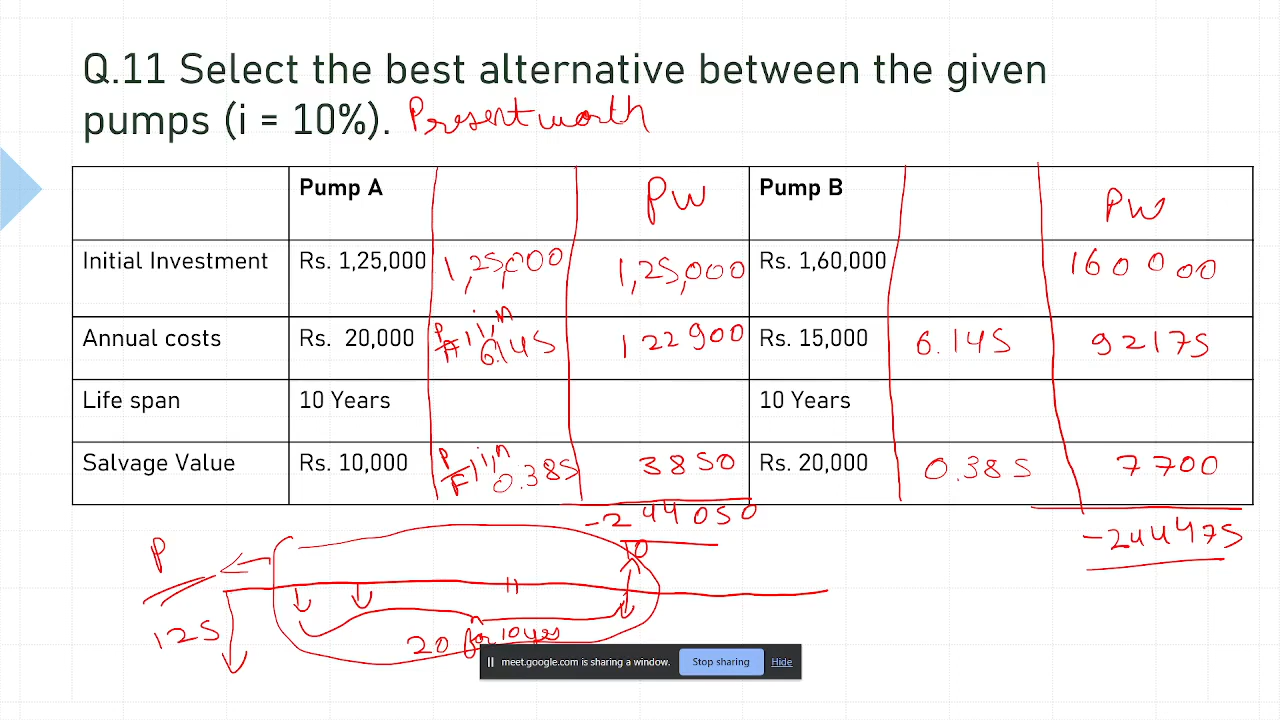 Q.11 Select the best alternative between the given
pumps (i = 10%). Present worth
Pump A PW Pump B PW
Initial Investment Rs. 1,25,000 1,25,000 1,25,000 Rs. 1,60,000 160000
Annual costs Rs. 20,000 P/A, i, n 6.145 122900 Rs. 15,000 6.145 92175
Life span 10 Years 10 Years
Salvage Value Rs. 10,000 P/F, i, n 0.385 3850 Rs. 20,000 0.385 7700
-244050 -244475
P 10
125
20 for 10 yrs
meet.google.com is sharing a window. Stop sharing Hide